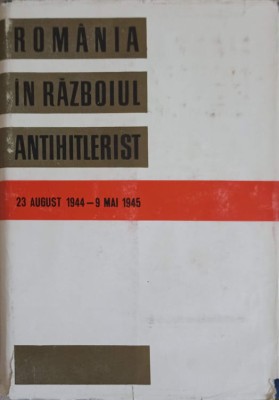 ROMÂNIA
ÎN RĂZBOIUL
ANTIHITLERIST
23 AUGUST 1944 – 9 MAI 1945